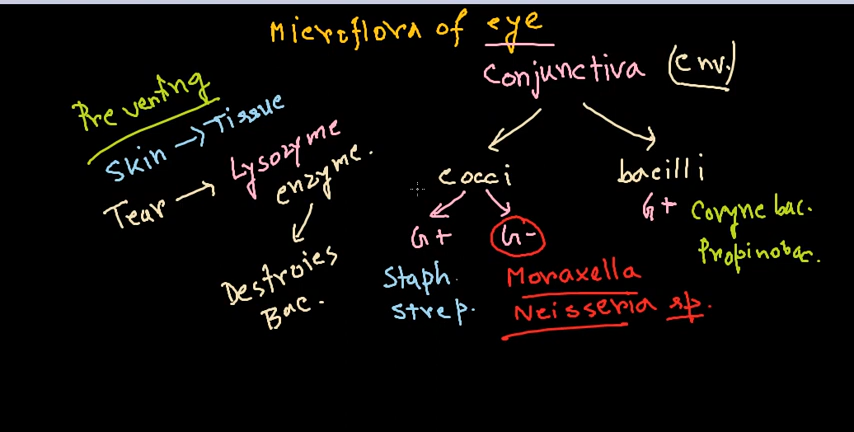 Microflora of eye
Conjunctiva (env.)
Preventing
Skin → Tissue
Tear → Lysozyme
enzyme.
Destroies
Bac.
cocci
bacilli
G+
G-
G+ Coryne bac.
Propinobac.
Staph.
Strep.
Moraxella
Neisseria sp.